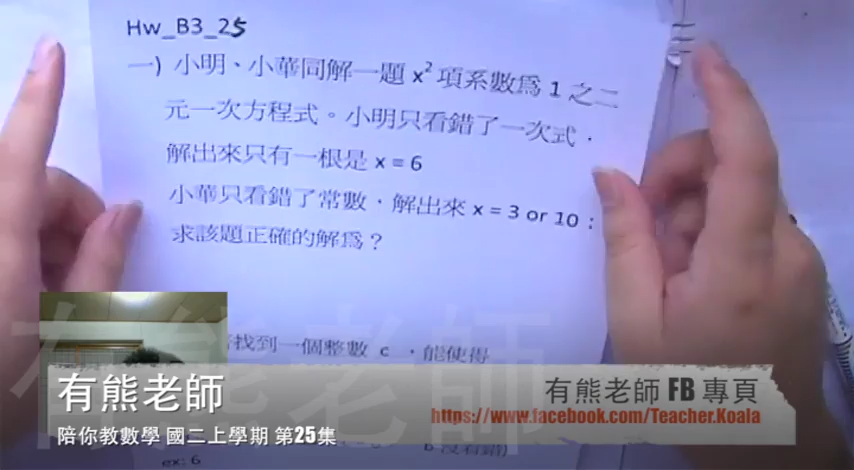 Hw_B3_25
一) 小明、小華同解一題 x² 項系數為 1 之二
元一次方程式。小明只看錯了一次式，
解出來只有一根是 x = 6
小華只看錯了常數，解出來 x = 3 or 10：
求該題正確的解為？
找到一個整數 c ，能使得
有熊老師
有熊老師
有熊老師 FB 專頁
https://www.facebook.com/Teacher.Koala
陪你教數學 國二上學期 第25集
ex: 6